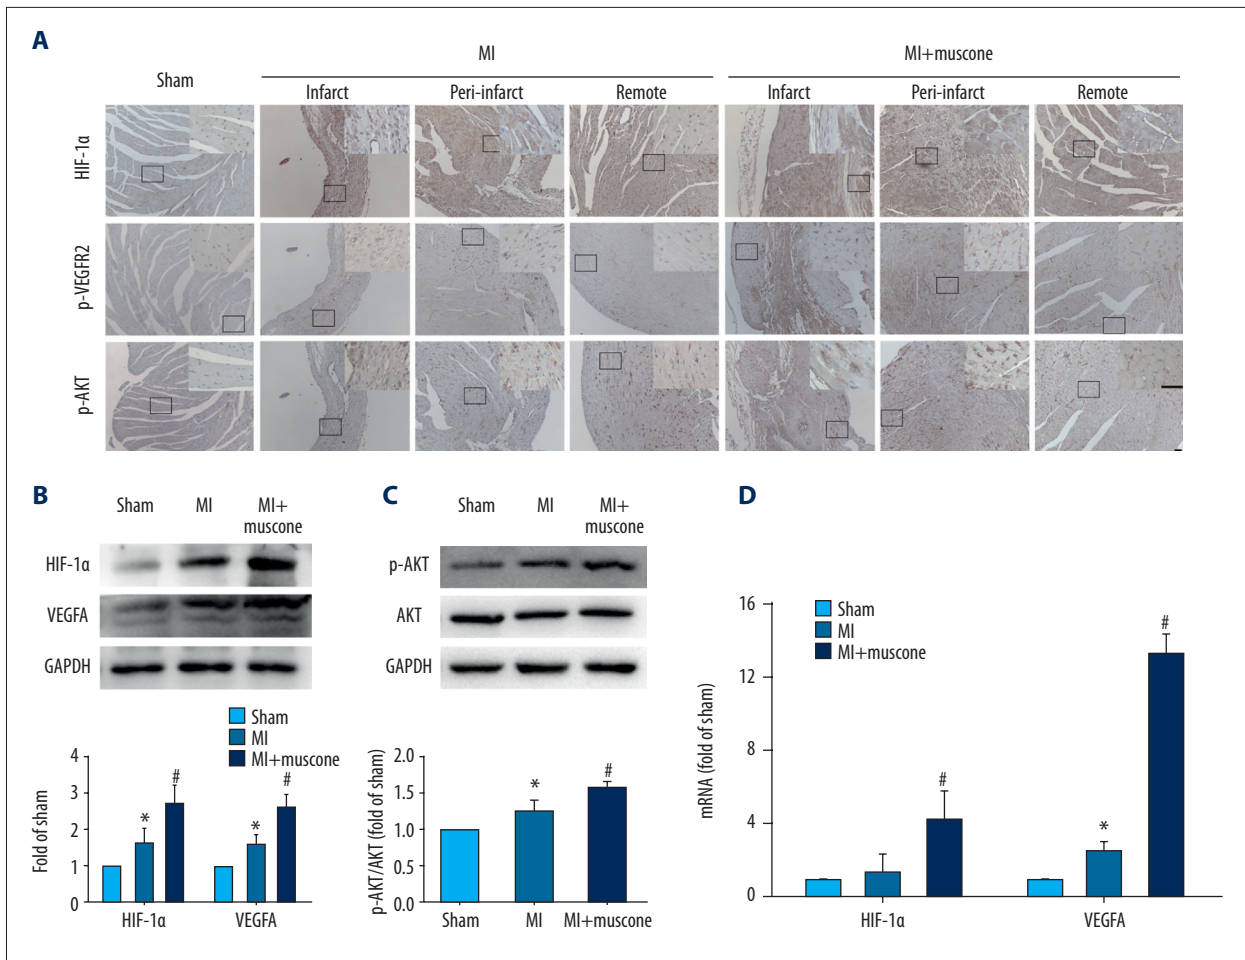 A
MI
MI+muscone
Sham
Infarct
Peri-infarct
Remote
Infarct
Peri-infarct
Remote
HIF-1α
p-VEGFR2
p-AKT
B
Sham
MI
MI+
muscone
HIF-1α
VEGFA
GAPDH
Sham
MI
MI+muscone
Fold of sham
4
3
2
1
0
*
#
*
#
HIF-1α
VEGFA
C
Sham
MI
MI+
muscone
p-AKT
AKT
GAPDH
p-AKT/AKT (fold of sham)
2.0
1.5
1.0
0.5
0.0
*
#
Sham
MI
MI+muscone
D
Sham
MI
MI+muscone
mRNA (fold of sham)
16
12
8
4
0
#
*
#
HIF-1α
VEGFA